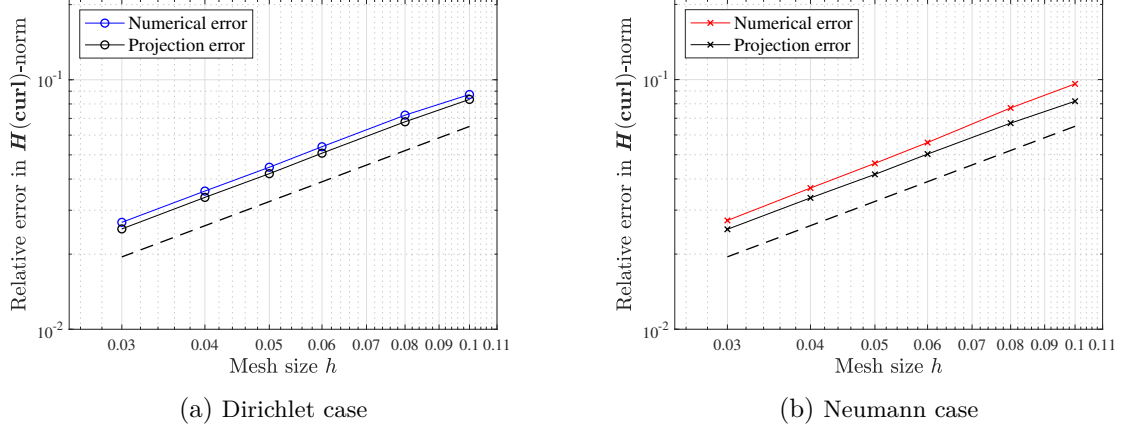 Numerical error
Projection error
Relative error in H(curl)-norm
10^-1
10^-2
0.03 0.04 0.05 0.06 0.07 0.08 0.09 0.1 0.11
Mesh size h
(a) Dirichlet case
Numerical error
Projection error
Relative error in H(curl)-norm
10^-1
10^-2
0.03 0.04 0.05 0.06 0.07 0.08 0.09 0.1 0.11
Mesh size h
(b) Neumann case